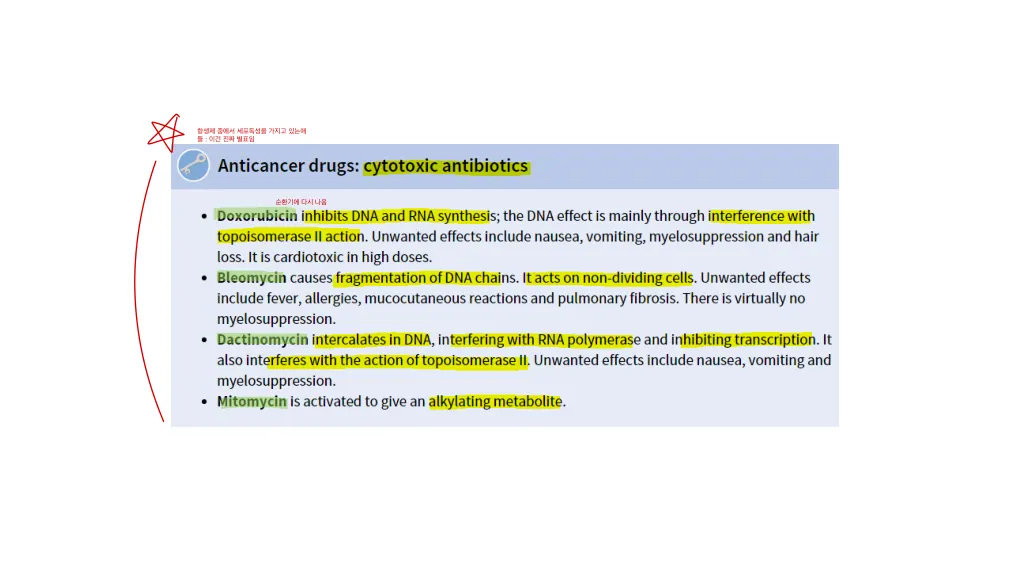 항생제 중에서 세포독성을 가지고 있는애
들 : 이건 진짜 별표임
Anticancer drugs: cytotoxic antibiotics
순환기에 다시 나옴
• Doxorubicin inhibits DNA and RNA synthesis; the DNA effect is mainly through interference with
topoisomerase II action. Unwanted effects include nausea, vomiting, myelosuppression and hair
loss. It is cardiotoxic in high doses.
• Bleomycin causes fragmentation of DNA chains. It acts on non-dividing cells. Unwanted effects
include fever, allergies, mucocutaneous reactions and pulmonary fibrosis. There is virtually no
myelosuppression.
• Dactinomycin intercalates in DNA, interfering with RNA polymerase and inhibiting transcription. It
also interferes with the action of topoisomerase II. Unwanted effects include nausea, vomiting and
myelosuppression.
• Mitomycin is activated to give an alkylating metabolite.